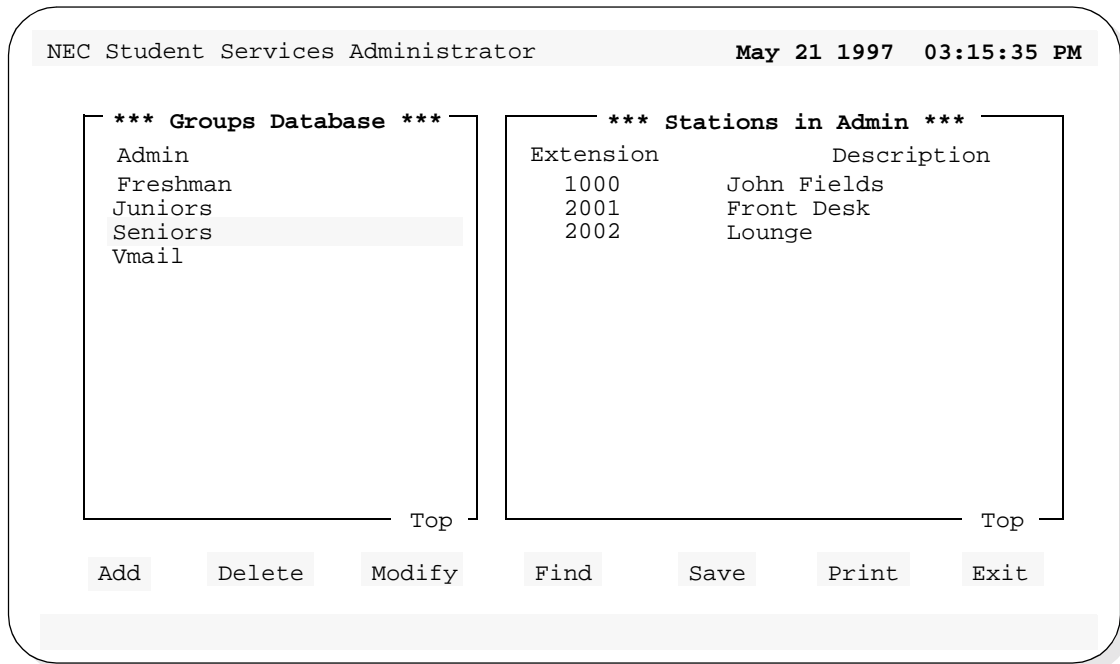 NEC Student Services Administrator May 21 1997 03:15:35 PM
*** Groups Database ***
Admin
Freshman
Juniors
Seniors
Vmail
Top
*** Stations in Admin ***
Extension Description
1000 John Fields
2001 Front Desk
2002 Lounge
Top
Add Delete Modify Find Save Print Exit